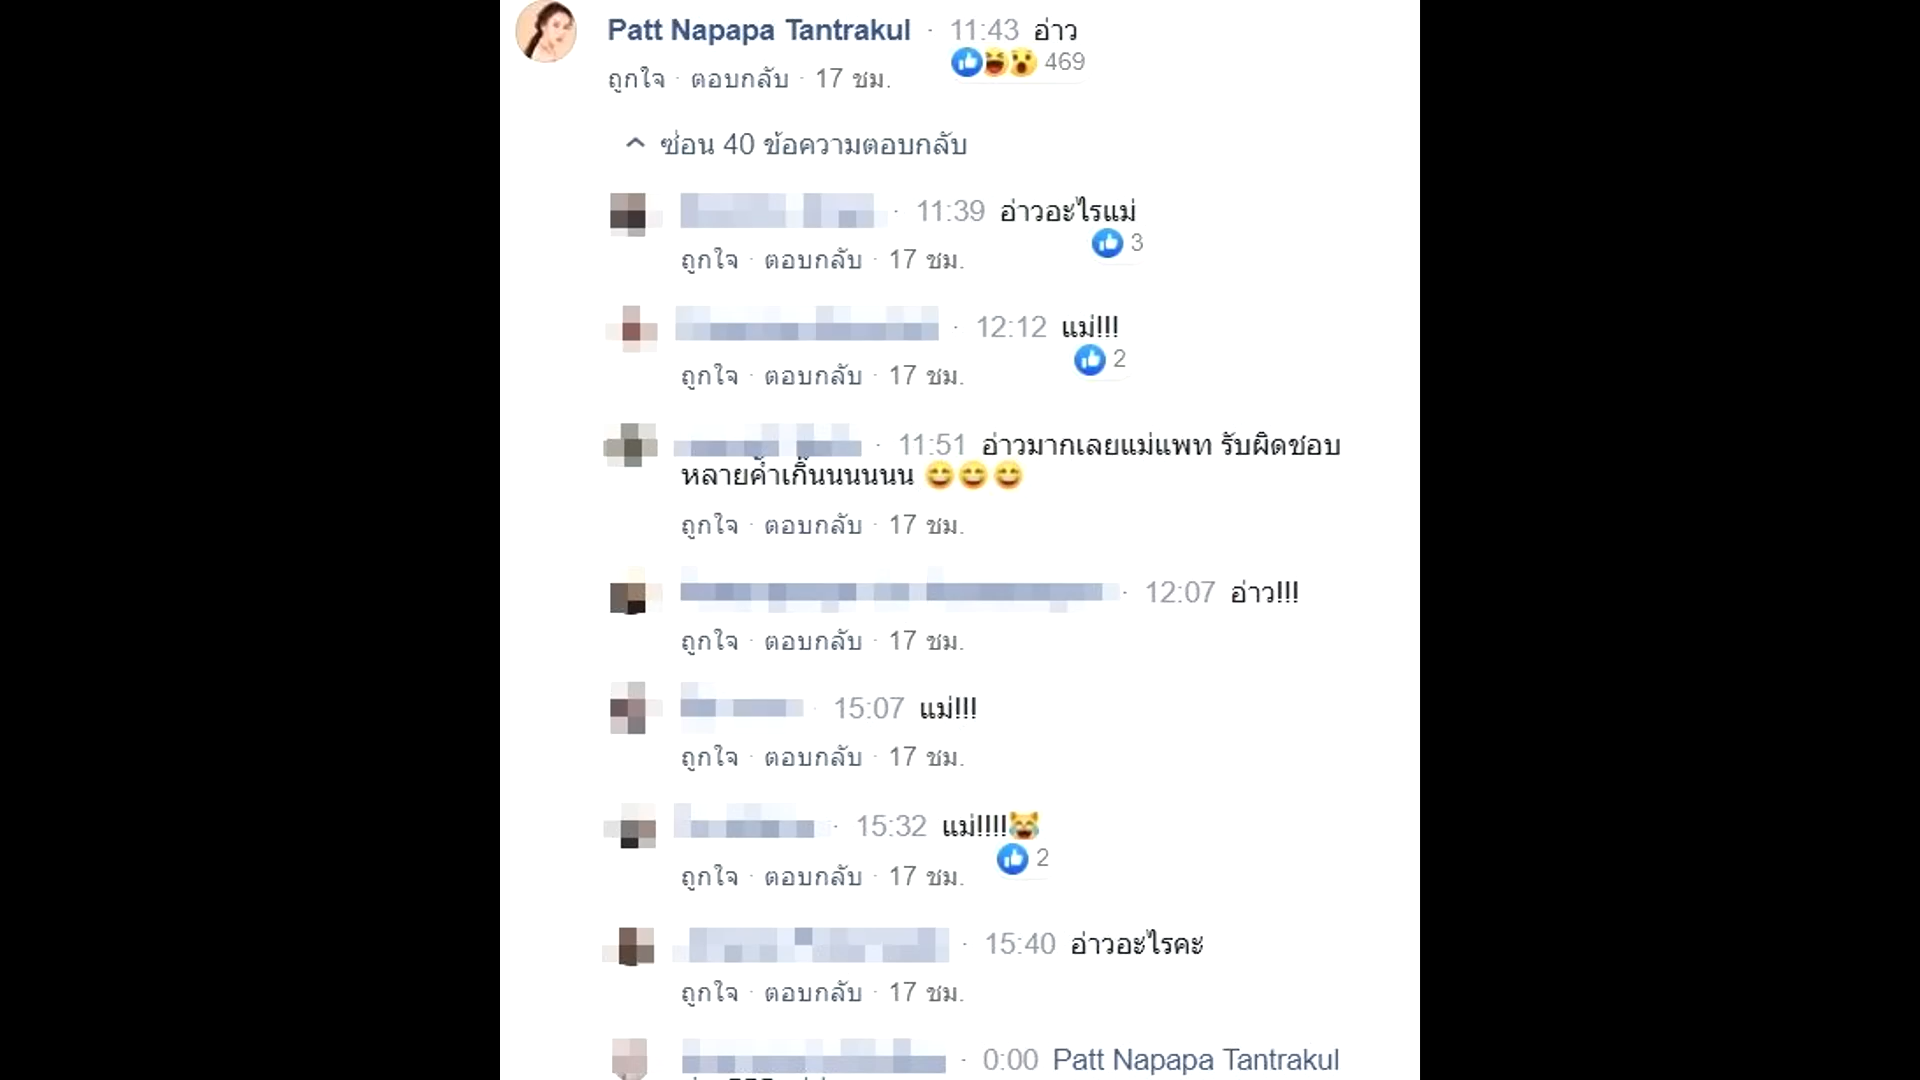 Patt Napapa Tantrakul · 11:43 อ่าว
469
ถูกใจ · ตอบกลับ · 17 ชม.
ซ่อน 40 ข้อความตอบกลับ
· 11:39 อ่าวอะไรแม่
3
ถูกใจ · ตอบกลับ · 17 ชม.
· 12:12 แม่!!!
2
ถูกใจ · ตอบกลับ · 17 ชม.
· 11:51 อ่าวมากเลยแม่แพท รับผิดชอบ
หลายค่ำเกิ๊นนนนนน 😄😄😄
ถูกใจ · ตอบกลับ · 17 ชม.
· 12:07 อ่าว!!!
ถูกใจ · ตอบกลับ · 17 ชม.
· 15:07 แม่!!!
ถูกใจ · ตอบกลับ · 17 ชม.
· 15:32 แม่!!!!😹
2
ถูกใจ · ตอบกลับ · 17 ชม.
· 15:40 อ่าวอะไรคะ
ถูกใจ · ตอบกลับ · 17 ชม.
· 0:00 Patt Napapa Tantrakul